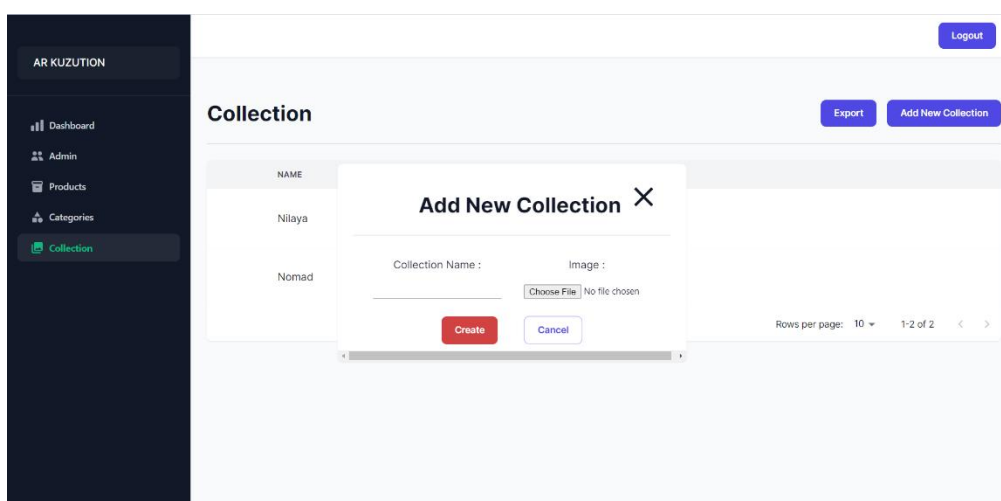 Logout
AR KUZUTION
Collection
Export
Add New Collection
Dashboard
Admin
Products
Categories
Collection
NAME
Nilaya
Nomad
Add New Collection
Collection Name :
Image :
Choose File No file chosen
Create
Cancel
Rows per page: 10 1-2 of 2